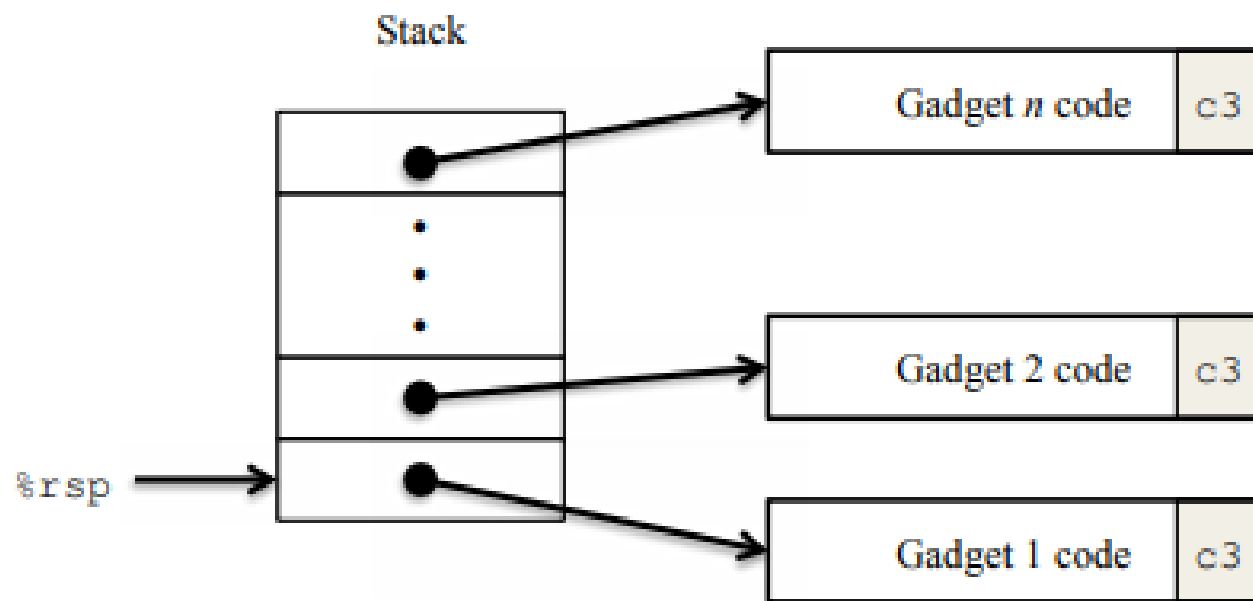 Stack
Gadget n code c3
Gadget 2 code c3
%rsp
Gadget 1 code c3